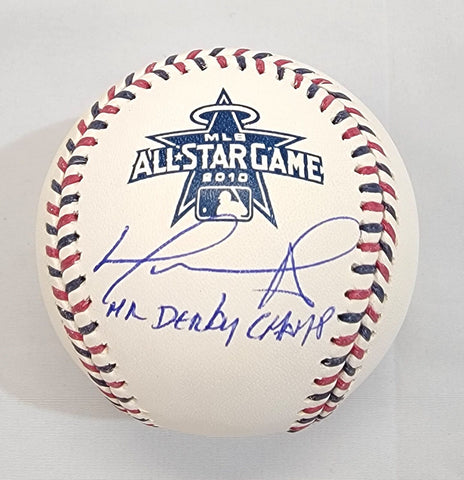 MLB
ALL★STAR GAME
2010
HR DERBY CHAMP